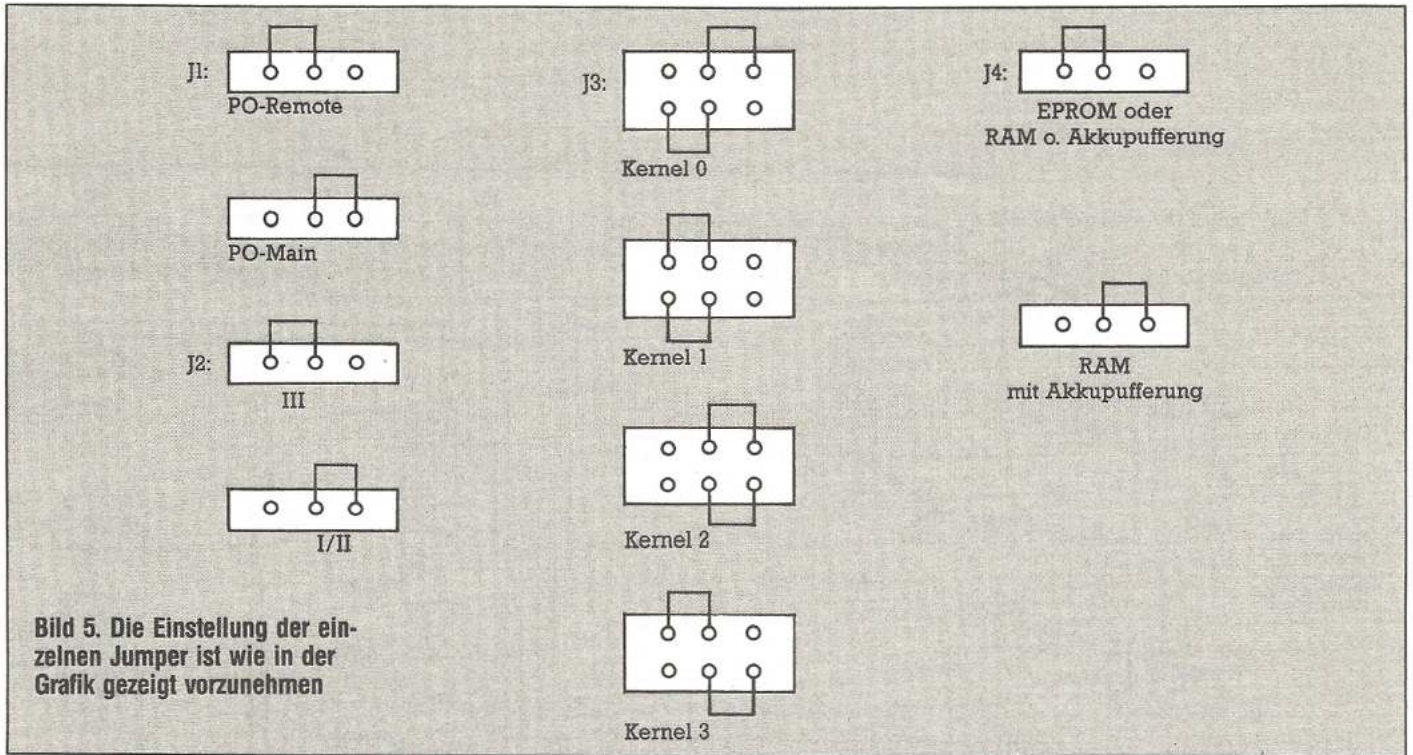 J1:
PO-Remote
PO-Main
J2:
III
I/II
J3:
Kernel 0
Kernel 1
Kernel 2
Kernel 3
J4:
EPROM oder
RAM o. Akkupufferung
RAM
mit Akkupufferung
Bild 5. Die Einstellung der ein-
zelnen Jumper ist wie in der
Grafik gezeigt vorzunehmen